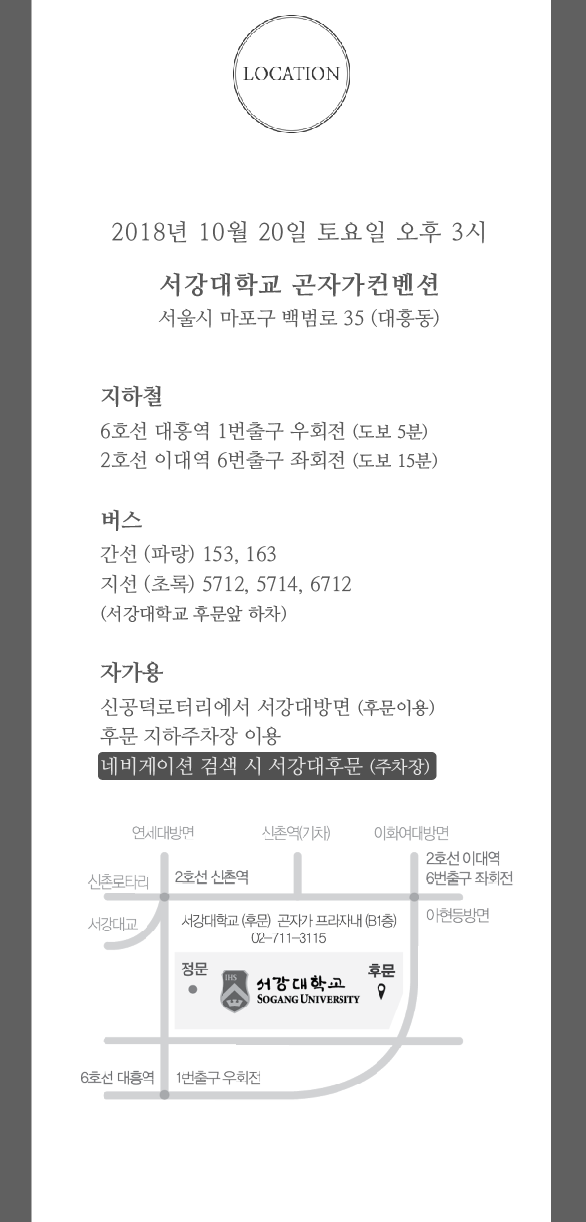 LOCATION
2018년 10월 20일 토요일 오후 3시
서강대학교 곤자가컨벤션
서울시 마포구 백범로 35 (대흥동)
지하철
6호선 대흥역 1번출구 우회전 (도보 5분)
2호선 이대역 6번출구 좌회전 (도보 15분)
버스
간선 (파랑) 153, 163
지선 (초록) 5712, 5714, 6712
(서강대학교 후문앞 하차)
자가용
신공덕로터리에서 서강대방면 (후문이용)
후문 지하주차장 이용
네비게이션 검색 시 서강대후문 (주차장)
연세대방면
신촌역(기차)
이화여대방면
2호선 이대역
6번출구 좌회전
신촌로타리
2호선 신촌역
서강대교
서강대학교 (후문) 곤자가 프라자내 (B1층)
02-711-3115
아현동방면
정문
IHS
서강대학교
SOGANG UNIVERSITY
후문
6호선 대흥역
1번출구 우회전